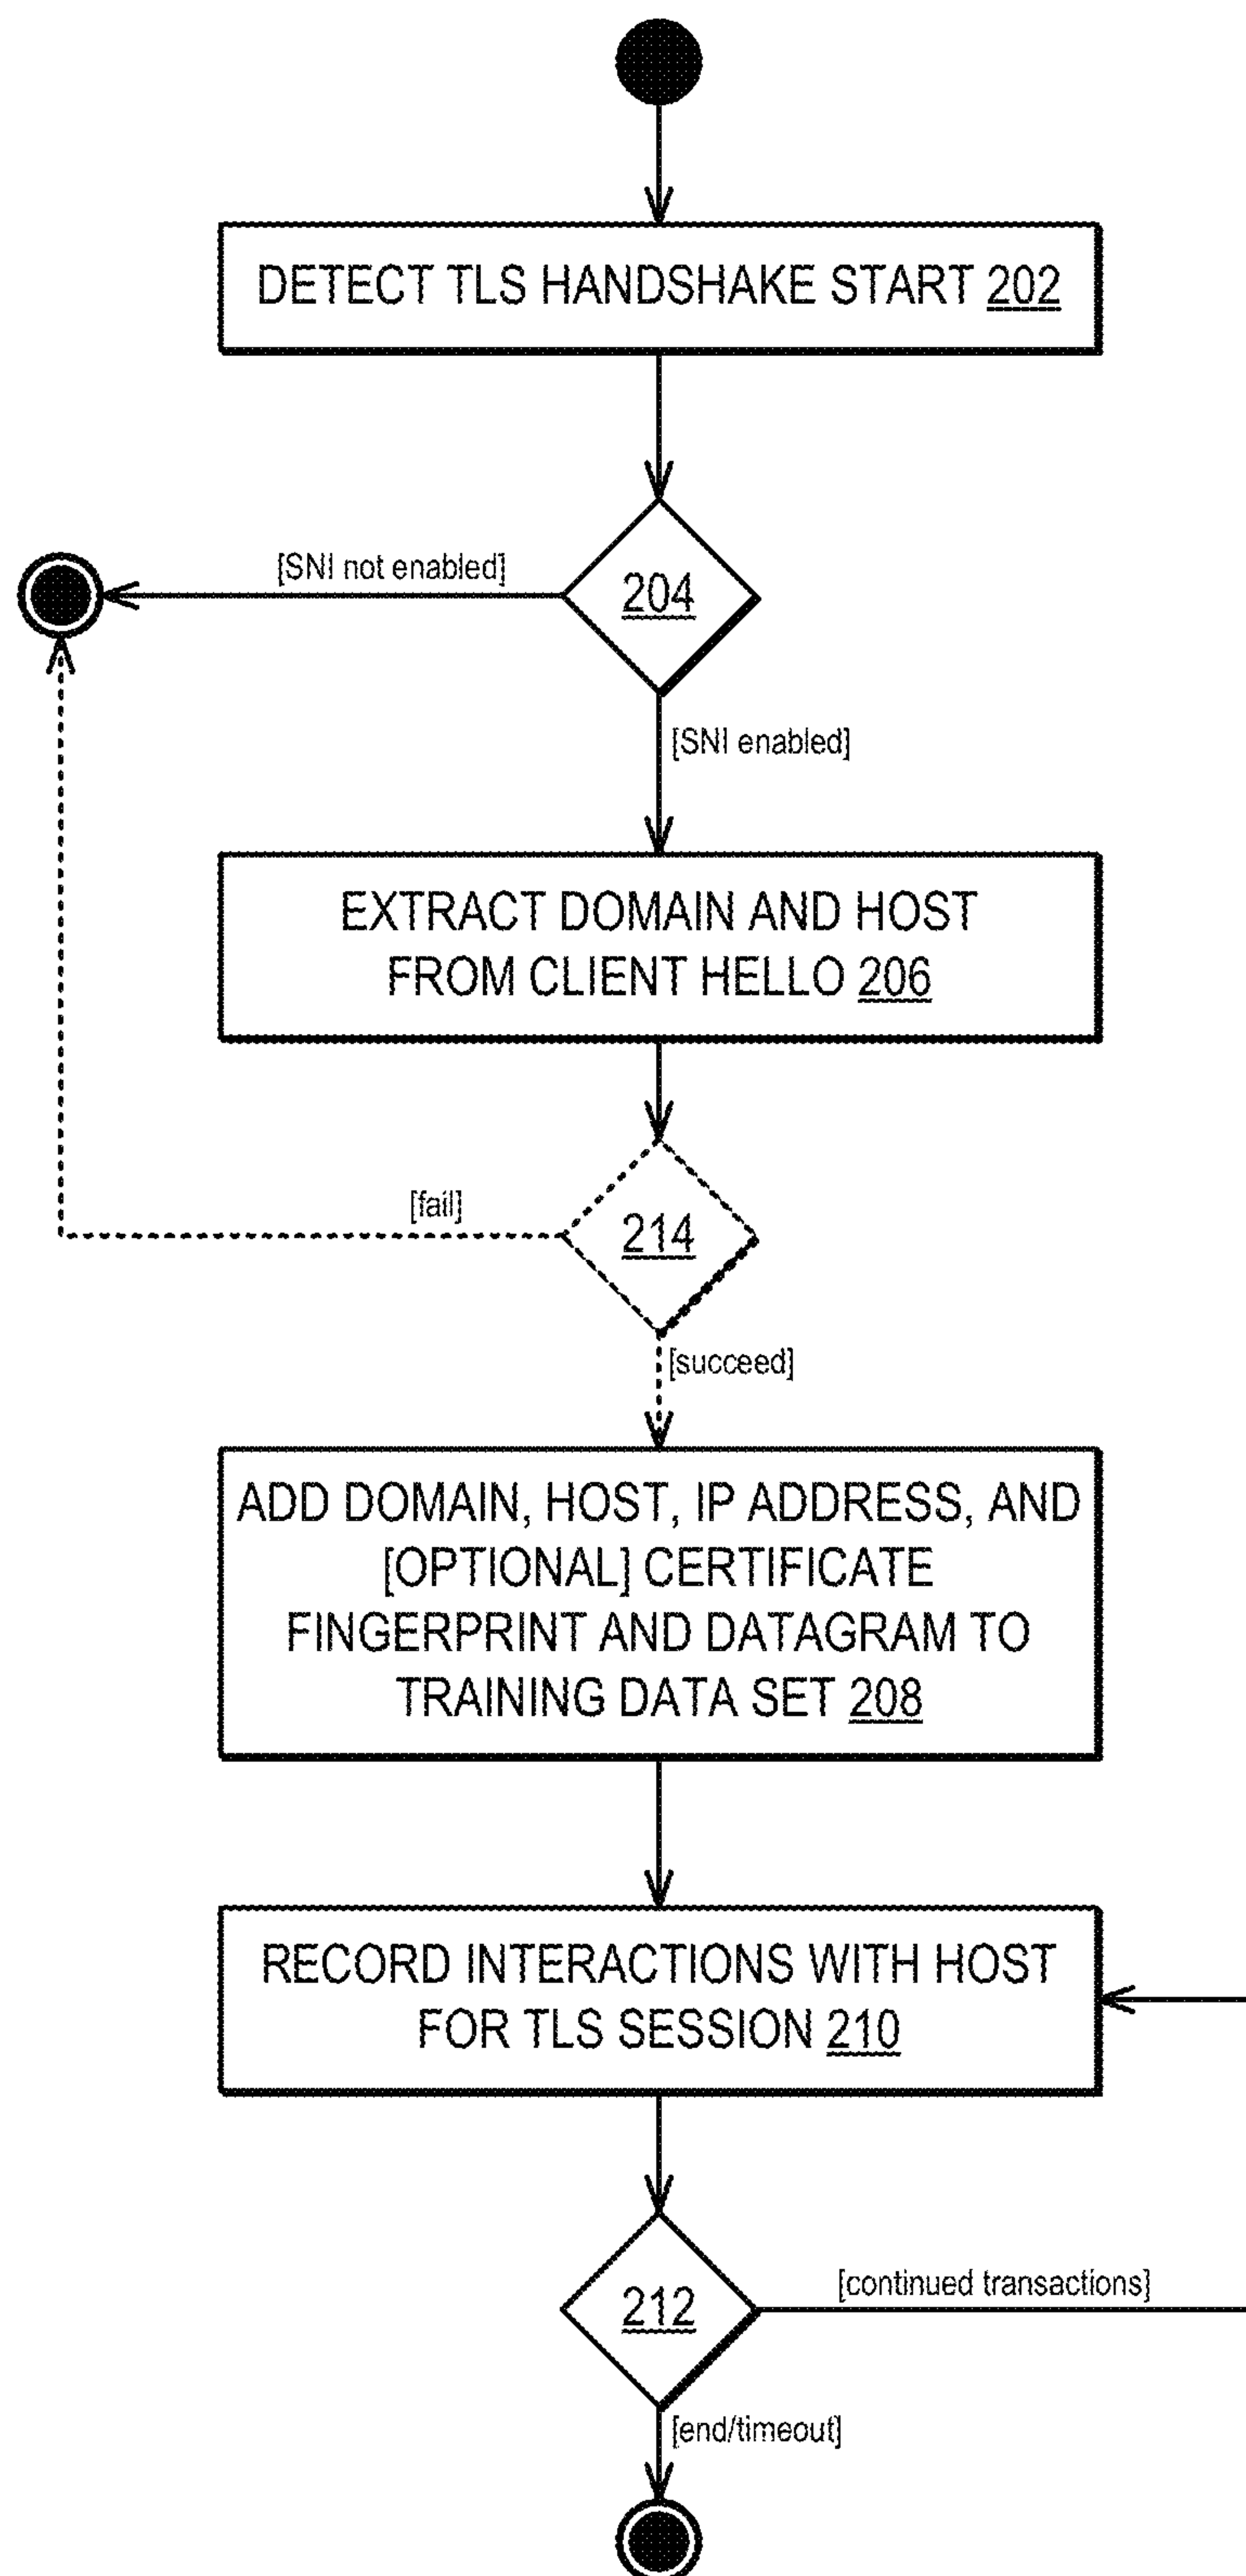 DETECT TLS HANDSHAKE START 202
[SNI not enabled]
204
[SNI enabled]
EXTRACT DOMAIN AND HOST
FROM CLIENT HELLO 206
[fail]
214
[succeed]
ADD DOMAIN, HOST, IP ADDRESS, AND
[OPTIONAL] CERTIFICATE
FINGERPRINT AND DATAGRAM TO
TRAINING DATA SET 208
RECORD INTERACTIONS WITH HOST
FOR TLS SESSION 210
[continued transactions]
212
[end/timeout]